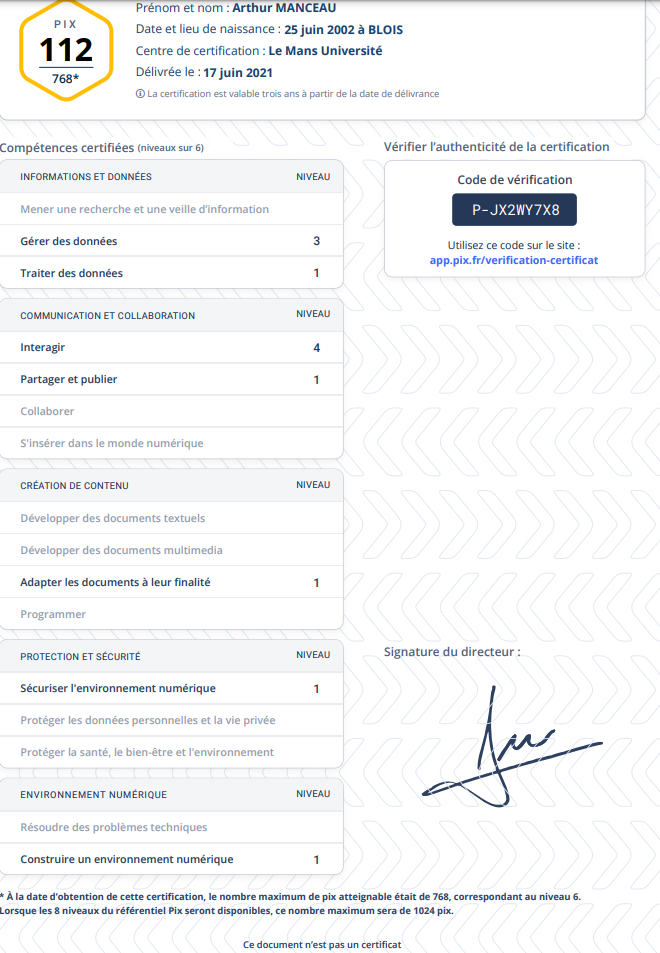 PIX
112
768*
Prénom et nom : Arthur MANCEAU
Date et lieu de naissance : 25 juin 2002 à BLOIS
Centre de certification : Le Mans Université
Délivrée le : 17 juin 2021
La certification est valable trois ans à partir de la date de délivrance
Compétences certifiées (niveaux sur 6)
INFORMATIONS ET DONNÉES NIVEAU
Mener une recherche et une veille d'information
Gérer des données 3
Traiter des données 1
COMMUNICATION ET COLLABORATION NIVEAU
Interagir 4
Partager et publier 1
Collaborer
S'insérer dans le monde numérique
CRÉATION DE CONTENU NIVEAU
Développer des documents textuels
Développer des documents multimedia
Adapter les documents à leur finalité 1
Programmer
PROTECTION ET SÉCURITÉ NIVEAU
Sécuriser l'environnement numérique 1
Protéger les données personnelles et la vie privée
Protéger la santé, le bien-être et l'environnement
ENVIRONNEMENT NUMÉRIQUE NIVEAU
Résoudre des problèmes techniques
Construire un environnement numérique 1
Vérifier l'authenticité de la certification
Code de vérification
P-JX2WY7X8
Utilisez ce code sur le site :
app.pix.fr/verification-certificat
Signature du directeur :
* À la date d'obtention de cette certification, le nombre maximum de pix atteignable était de 768, correspondant au niveau 6.
Lorsque les 8 niveaux du référentiel Pix seront disponibles, ce nombre maximum sera de 1024 pix.
Ce document n'est pas un certificat